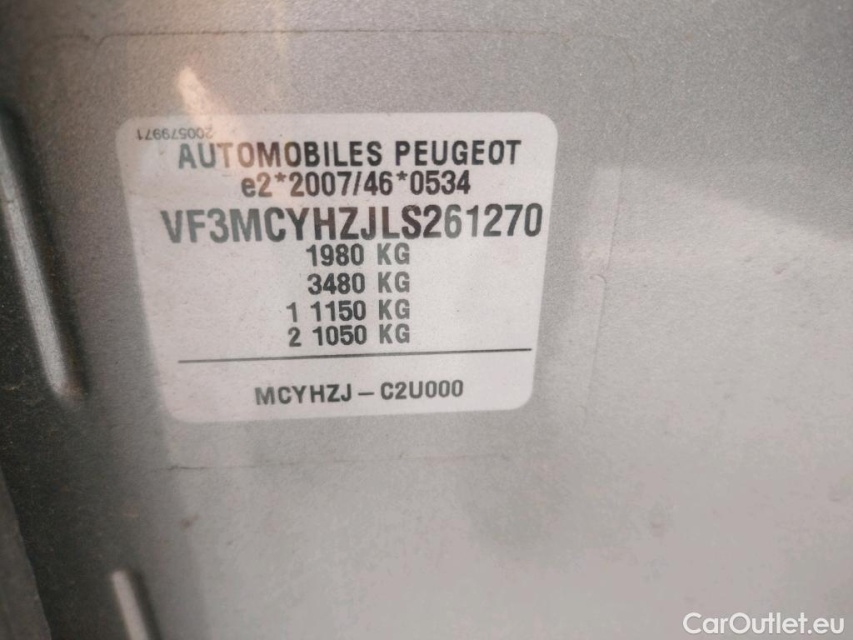 200579971
AUTOMOBILES PEUGEOT
e2*2007/46*0534
VF3MCYHZJLS261270
1980 KG
3480 KG
1 1150 KG
2 1050 KG
MCYHZJ – C2U000
CarOutlet.eu